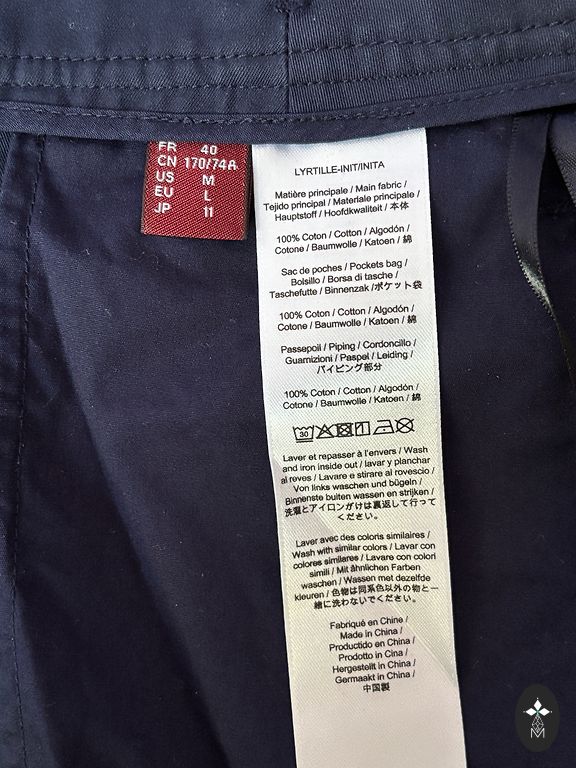 FR 40
CN 170/74A
US M
EU L
JP 11
LYRTILLE-INIT/INITA
Matière principale / Main fabric /
Tejido principal / Materiale principale /
Hauptstoff / Hoofdkwaliteit / 本体
100% Coton / Cotton / Algodón /
Cotone / Baumwolle / Katoen / 綿
Sac de poches / Pockets bag /
Bolsillo / Borsa di tasche /
Taschefutter / Binnenzak /ポケット袋
100% Coton / Cotton / Algodón /
Cotone / Baumwolle / Katoen / 綿
Passepoil / Piping / Cordoncillo /
Guarnizioni / Paspel / Leiding /
パイピング部分
100% Coton / Cotton / Algodón /
Cotone / Baumwolle / Katoen / 綿
30
Laver et repasser à l'envers / Wash
and iron inside out / lavar y planchar
al reves / Lavare e stirare al rovescio /
Von links waschen und bügeln /
Binnenste buiten wassen en strijken /
洗濯とアイロンがけは裏返して行って
ください。
Laver avec des coloris similaires /
Wash with similar colors / Lavar con
colores similares / Lavare con colori
simili / Mit ähnlichen Farben
waschen / Wassen met dezelfde
kleuren / 色物は同系色以外の物と一
緒に洗わないでください。
Fabriqué en Chine /
Made in China /
Productido en China /
Prodotto in Cina /
Hergestellt in China /
Germaakt in China /
中国製
M